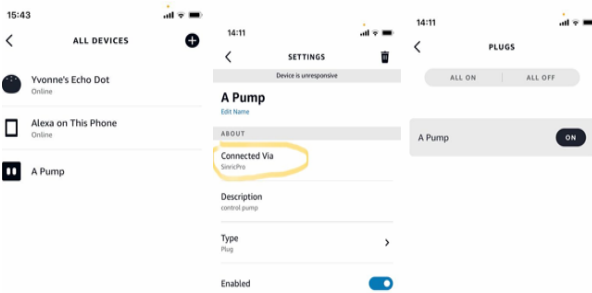 15:43
ALL DEVICES
Yvonne's Echo Dot
Online
Alexa on This Phone
Online
A Pump
14:11
SETTINGS
Device is unresponsive
A Pump
Edit Name
ABOUT
Connected Via
SinricPro
Description
control pump
Type
Plug
Enabled
14:11
PLUGS
ALL ON
ALL OFF
A Pump
ON